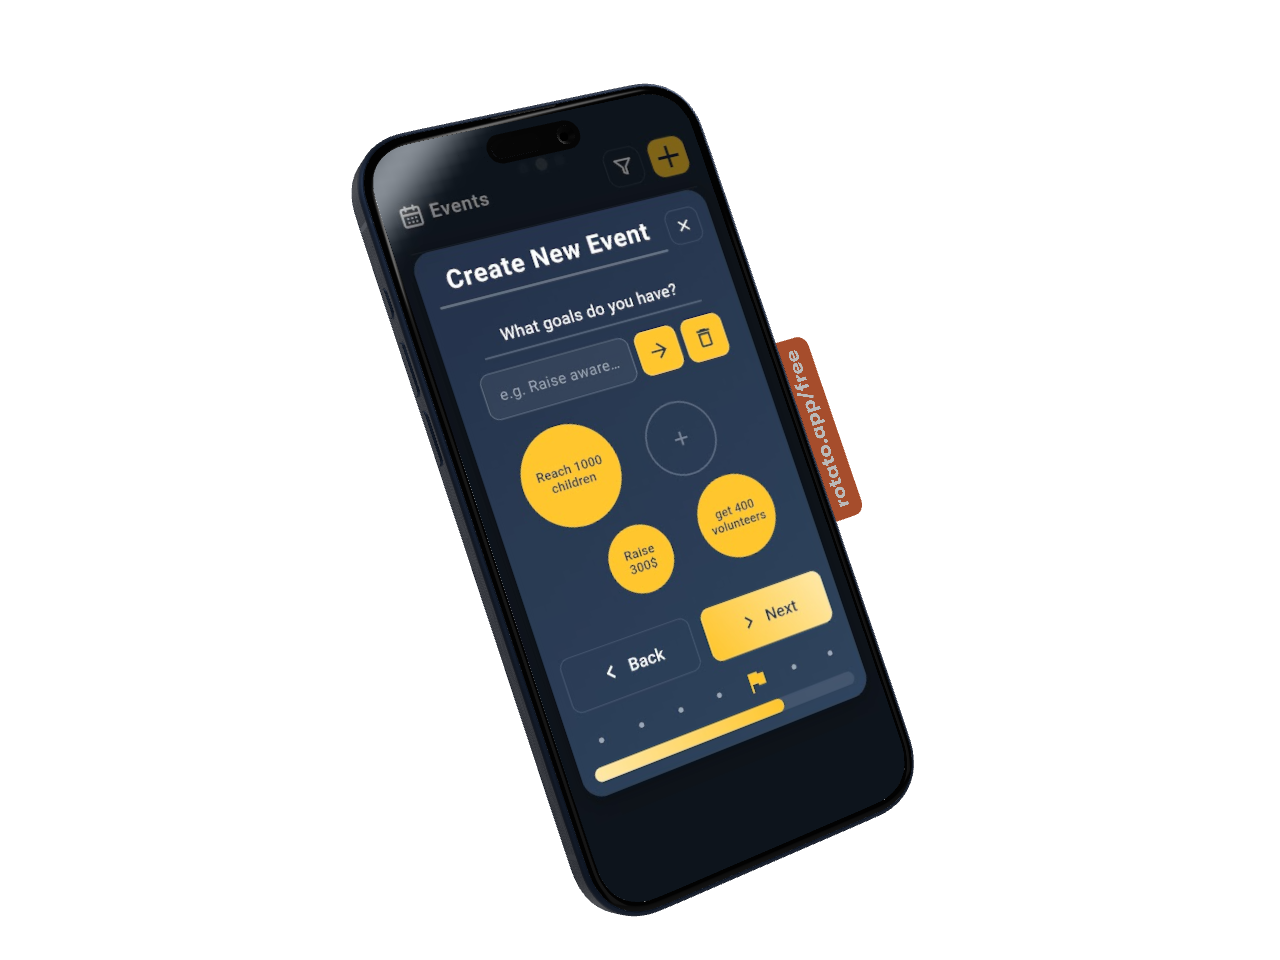 Events
Create New Event
What goals do you have?
e.g. Raise aware...
Reach 1000
children
get 400
volunteers
Raise
300$
Next
Back
rotato.app/free